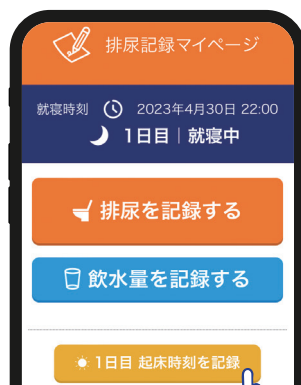 排尿記録マイページ
就寝時刻 2023年4月30日 22:00
1日目｜就寝中
排尿を記録する
飲水量を記録する
1日目 起床時刻を記録